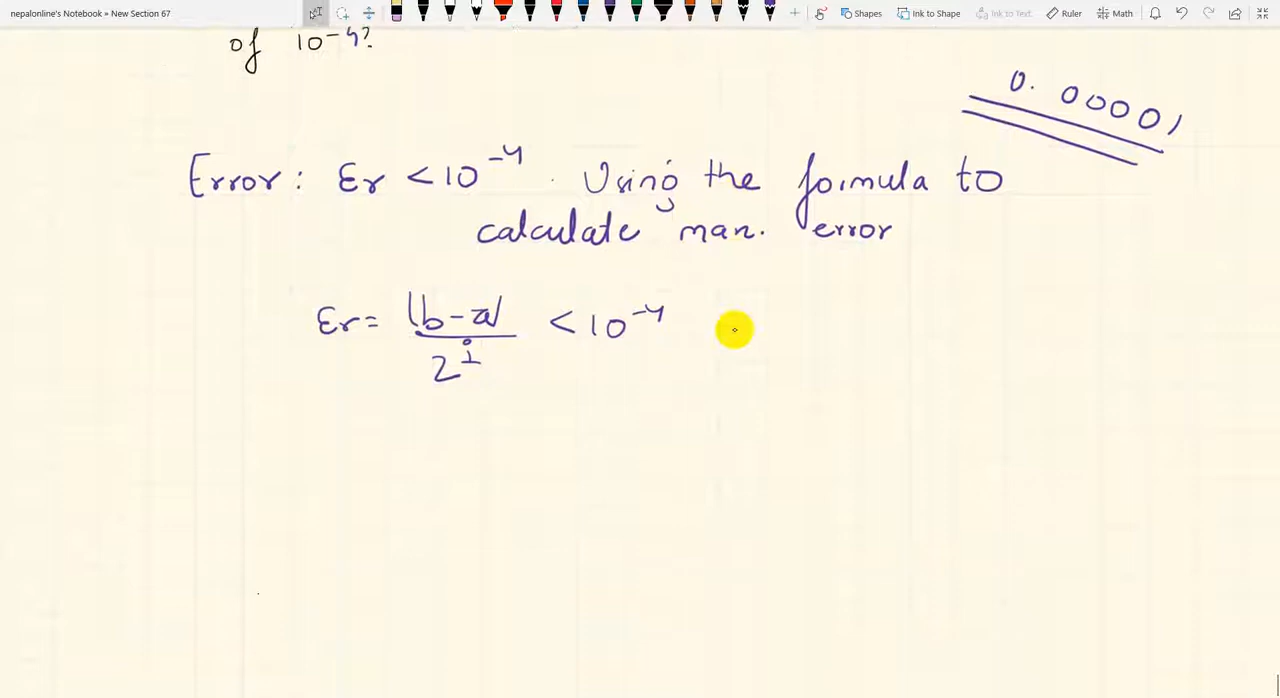 nepalonline's Notebook » New Section 67
Shapes Ink to Shape Ink to Text Ruler Math
of 10⁻⁴?
0.00001
Error: Er < 10⁻⁴. Using the formula to
calculate man. error
Er = |b-a| / 2ⁱ < 10⁻⁴